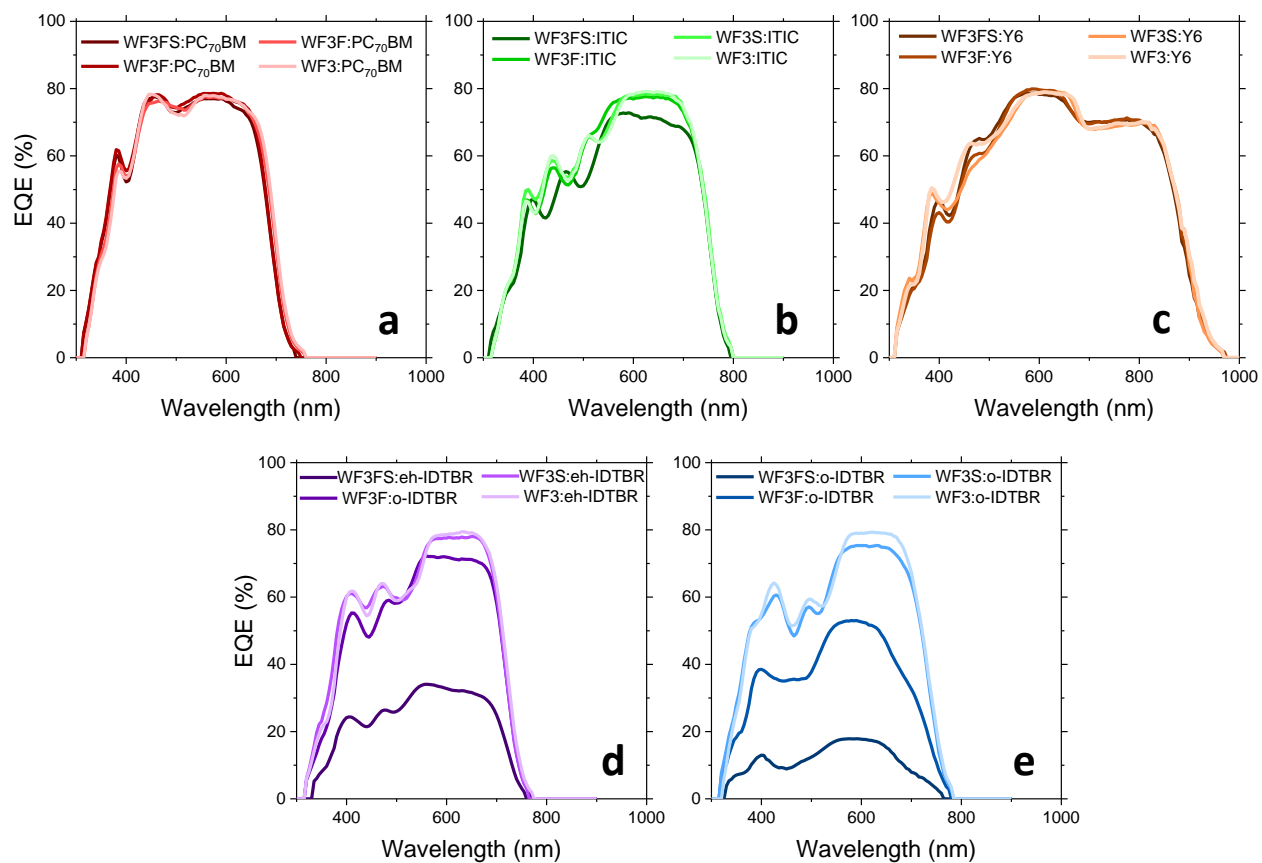 WF3FS:PC₇₀BM WF3F:PC₇₀BM
WF3F:PC₇₀BM WF3:PC₇₀BM
100
80
60
40
20
0
EQE (%)
400 600 800 1000
Wavelength (nm)
a
WF3FS:ITIC WF3S:ITIC
WF3F:ITIC WF3:ITIC
100
80
60
40
20
0
400 600 800 1000
Wavelength (nm)
b
WF3FS:Y6 WF3S:Y6
WF3F:Y6 WF3:Y6
100
80
60
40
20
0
400 600 800 1000
Wavelength (nm)
c
WF3FS:eh-IDTBR WF3S:eh-IDTBR
WF3F:o-IDTBR WF3:eh-IDTBR
100
80
60
40
20
0
EQE (%)
400 600 800 1000
Wavelength (nm)
d
WF3FS:o-IDTBR WF3S:o-IDTBR
WF3F:o-IDTBR WF3:o-IDTBR
100
80
60
40
20
0
400 600 800 1000
Wavelength (nm)
e